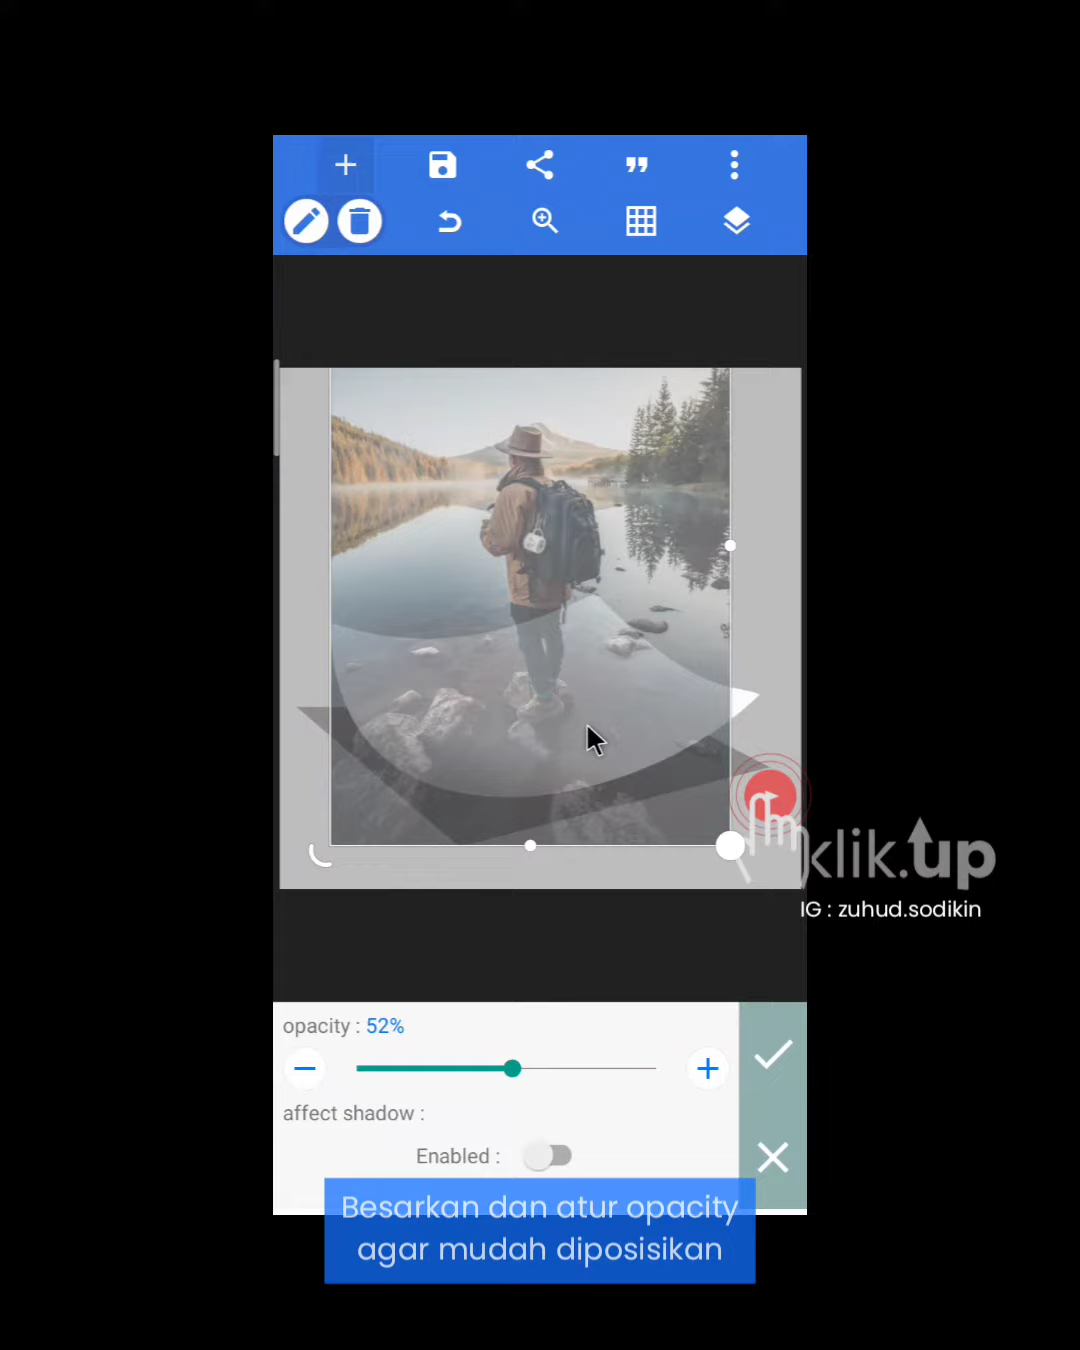 opacity : 52%
affect shadow :
Enabled :
klik.up
IG : zuhud.sodikin
Besarkan dan atur opacity
agar mudah diposisikan